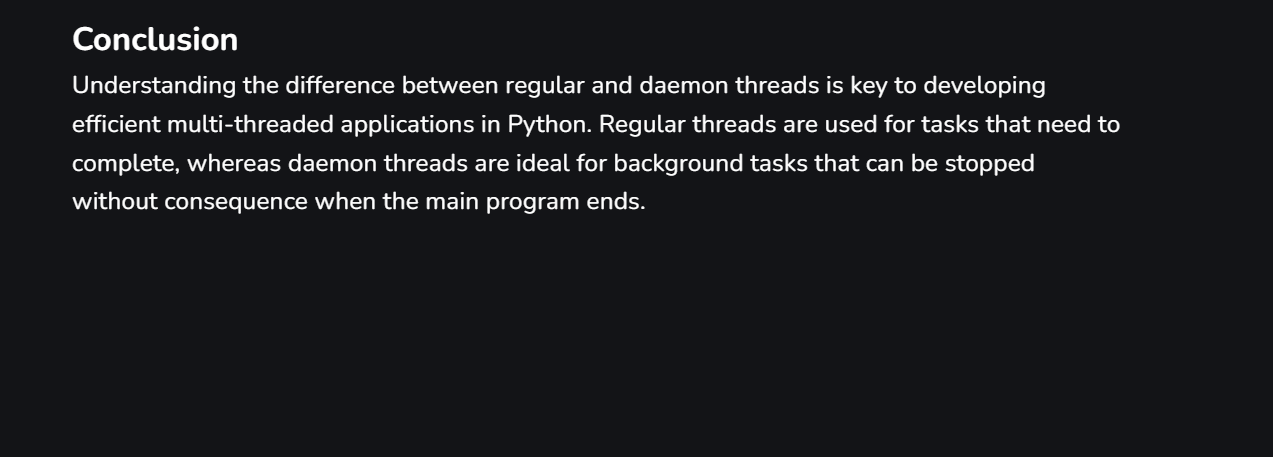 Conclusion
Understanding the difference between regular and daemon threads is key to developing
efficient multi-threaded applications in Python. Regular threads are used for tasks that need to
complete, whereas daemon threads are ideal for background tasks that can be stopped
without consequence when the main program ends.